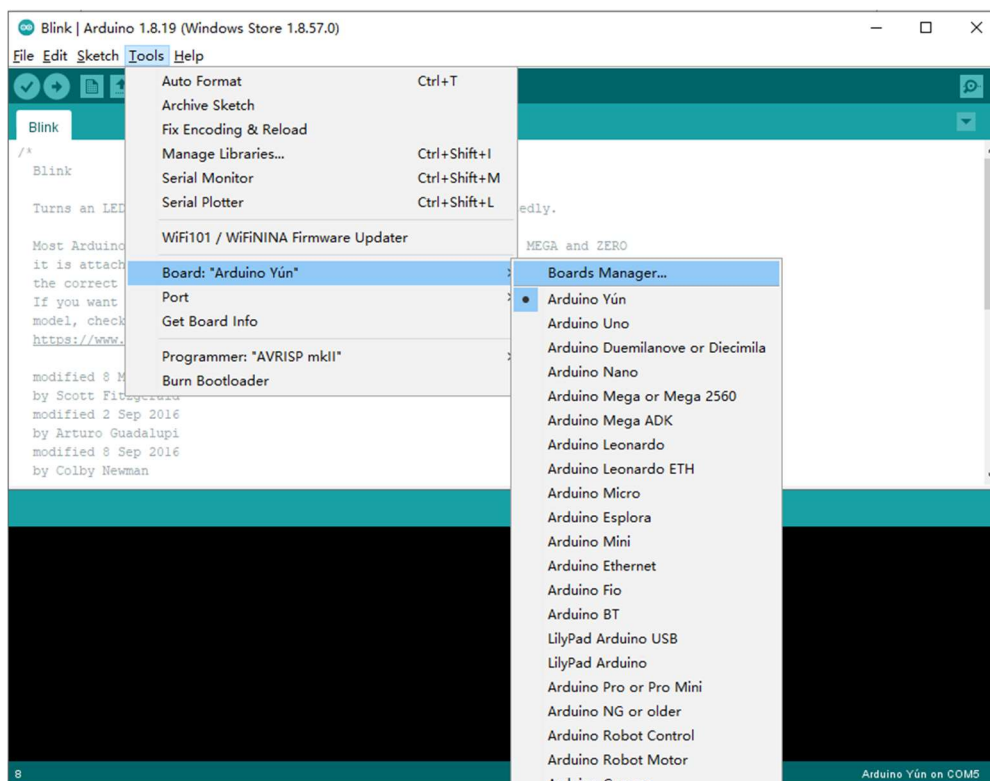 Blink | Arduino 1.8.19 (Windows Store 1.8.57.0)
File Edit Sketch Tools Help
Blink
Auto Format Ctrl+T
Archive Sketch
Fix Encoding & Reload
Manage Libraries... Ctrl+Shift+I
Serial Monitor Ctrl+Shift+M
Serial Plotter Ctrl+Shift+L
WiFi101 / WiFiNINA Firmware Updater
Board: "Arduino Yún"
Port
Get Board Info
Programmer: "AVRISP mkII"
Burn Bootloader
/*
Blink
Turns an LED edly.
Most Arduino MEGA and ZERO
it is attach
the correct
If you want
model, check
https://www.
modified 8 M
by Scott Fitzgerald
modified 2 Sep 2016
by Arturo Guadalupi
modified 8 Sep 2016
by Colby Newman
Boards Manager...
Arduino Yún
Arduino Uno
Arduino Duemilanove or Diecimila
Arduino Nano
Arduino Mega or Mega 2560
Arduino Mega ADK
Arduino Leonardo
Arduino Leonardo ETH
Arduino Micro
Arduino Esplora
Arduino Mini
Arduino Ethernet
Arduino Fio
Arduino BT
LilyPad Arduino USB
LilyPad Arduino
Arduino Pro or Pro Mini
Arduino NG or older
Arduino Robot Control
Arduino Robot Motor
8 Arduino Yún on COM5